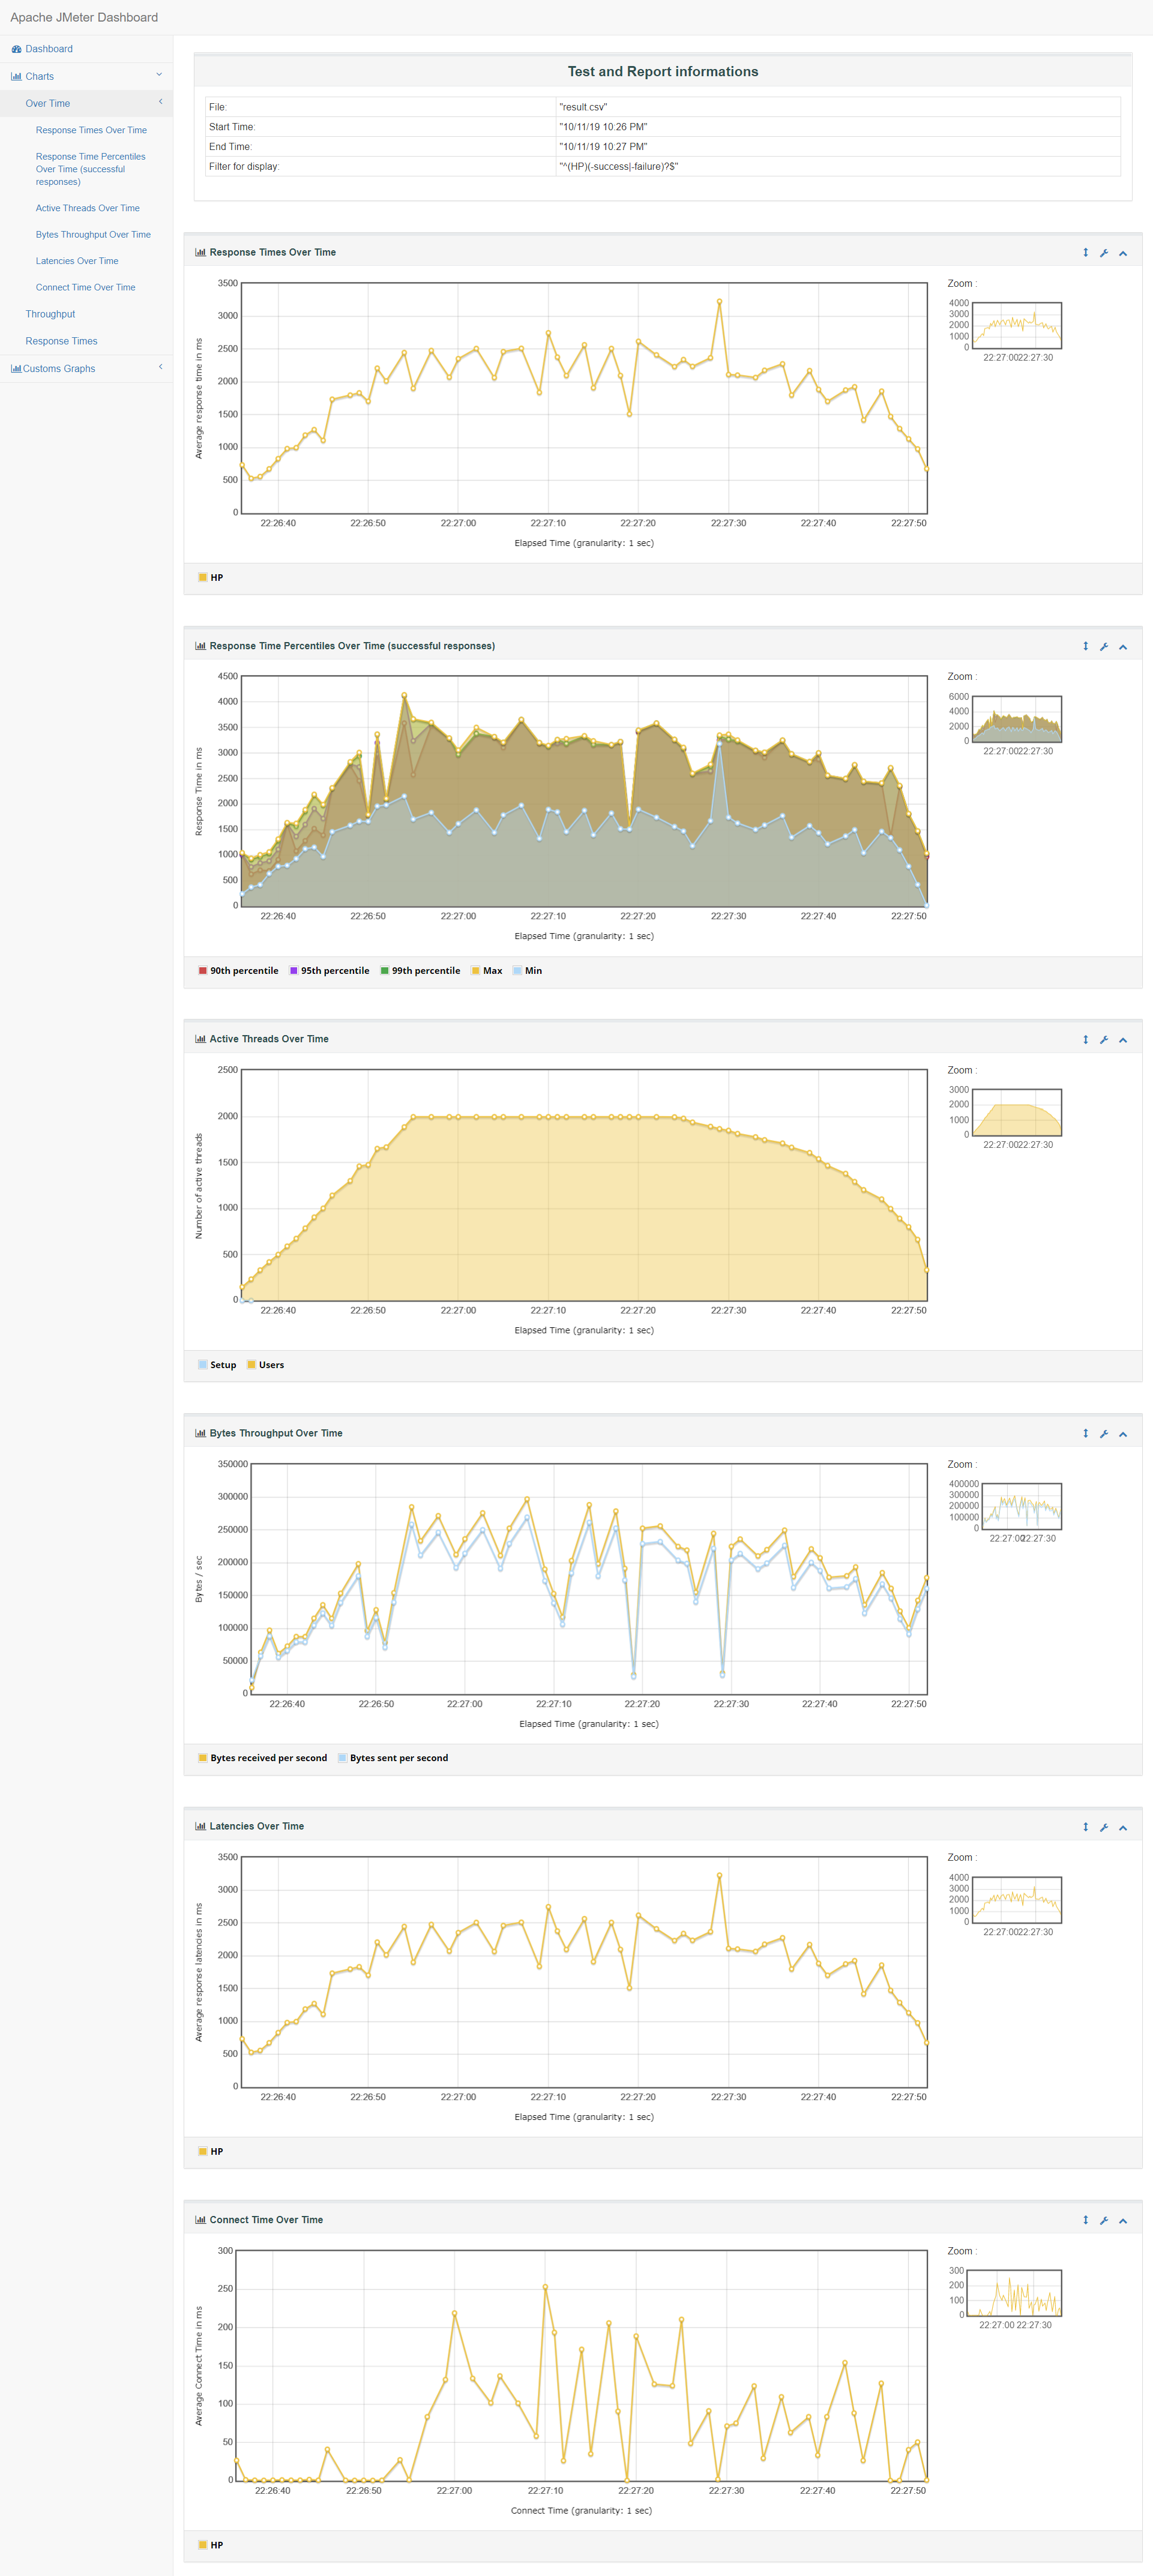 Apache JMeter Dashboard
Dashboard
Charts
Over Time
Response Times Over Time
Response Time Percentiles
Over Time (successful
responses)
Active Threads Over Time
Bytes Throughput Over Time
Latencies Over Time
Connect Time Over Time
Throughput
Response Times
Customs Graphs
Test and Report informations
File: "result.csv"
Start Time: "10/11/19 10:26 PM"
End Time: "10/11/19 10:27 PM"
Filter for display: "^(HP)(-success|-failure)?$"
Response Times Over Time
Average response time in ms
3500
3000
2500
2000
1500
1000
500
0
22:26:40 22:26:50 22:27:00 22:27:10 22:27:20 22:27:30 22:27:40 22:27:50
Elapsed Time (granularity: 1 sec)
Zoom :
4000
3000
2000
1000
0
22:27:00 22:27:30
HP
Response Time Percentiles Over Time (successful responses)
Response Time in ms
4500
4000
3500
3000
2500
2000
1500
1000
500
0
22:26:40 22:26:50 22:27:00 22:27:10 22:27:20 22:27:30 22:27:40 22:27:50
Elapsed Time (granularity: 1 sec)
Zoom :
6000
4000
2000
0
22:27:00 22:27:30
90th percentile 95th percentile 99th percentile Max Min
Active Threads Over Time
Number of active threads
2500
2000
1500
1000
500
0
22:26:40 22:26:50 22:27:00 22:27:10 22:27:20 22:27:30 22:27:40 22:27:50
Elapsed Time (granularity: 1 sec)
Zoom :
3000
2000
1000
0
22:27:00 22:27:30
Setup Users
Bytes Throughput Over Time
Bytes / sec
350000
300000
250000
200000
150000
100000
50000
0
22:26:40 22:26:50 22:27:00 22:27:10 22:27:20 22:27:30 22:27:40 22:27:50
Elapsed Time (granularity: 1 sec)
Zoom :
400000
300000
200000
100000
0
22:27:00 22:27:30
Bytes received per second Bytes sent per second
Latencies Over Time
Average response latencies in ms
3500
3000
2500
2000
1500
1000
500
0
22:26:40 22:26:50 22:27:00 22:27:10 22:27:20 22:27:30 22:27:40 22:27:50
Elapsed Time (granularity: 1 sec)
Zoom :
4000
3000
2000
1000
0
22:27:00 22:27:30
HP
Connect Time Over Time
Average Connect Time in ms
300
250
200
150
100
50
0
22:26:40 22:26:50 22:27:00 22:27:10 22:27:20 22:27:30 22:27:40 22:27:50
Connect Time (granularity: 1 sec)
Zoom :
300
200
100
0
22:27:00 22:27:30
HP